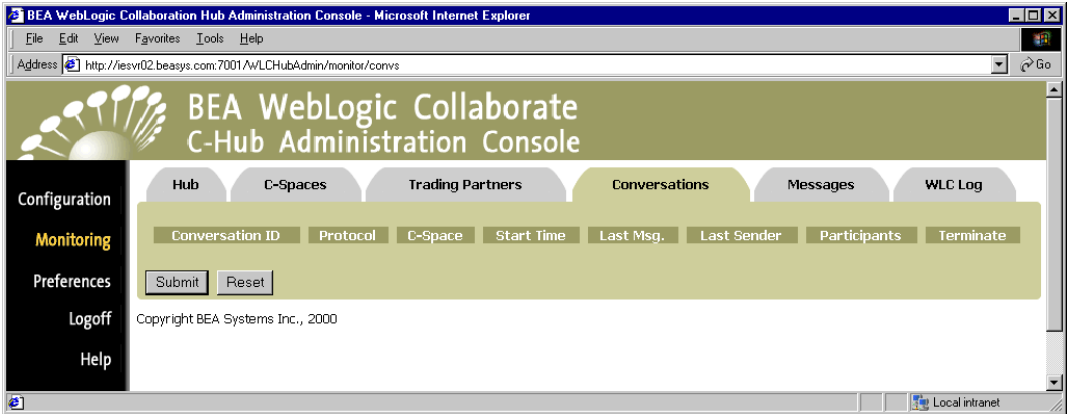 BEA WebLogic Collaboration Hub Administration Console - Microsoft Internet Explorer
File Edit View Favorites Tools Help
Address http://iesvr02.beasys.com:7001/WLCHubAdmin/monitor/convs Go
BEA WebLogic Collaborate
C-Hub Administration Console
Hub C-Spaces Trading Partners Conversations Messages WLC Log
Configuration
Monitoring
Preferences
Logoff
Help
Conversation ID Protocol C-Space Start Time Last Msg. Last Sender Participants Terminate
Submit Reset
Copyright BEA Systems Inc., 2000
Local intranet